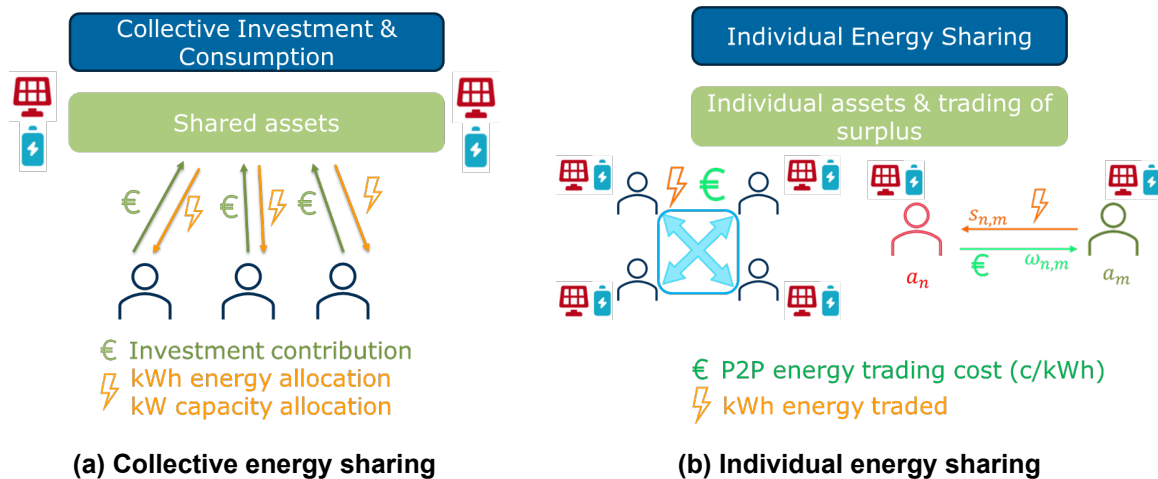 Collective Investment &
Consumption
Shared assets
€ € €
€ Investment contribution
kWh energy allocation
kW capacity allocation
(a) Collective energy sharing
Individual Energy Sharing
Individual assets & trading of
surplus
€
s_{n,m}
€ ω_{n,m}
a_n a_m
€ P2P energy trading cost (c/kWh)
kWh energy traded
(b) Individual energy sharing